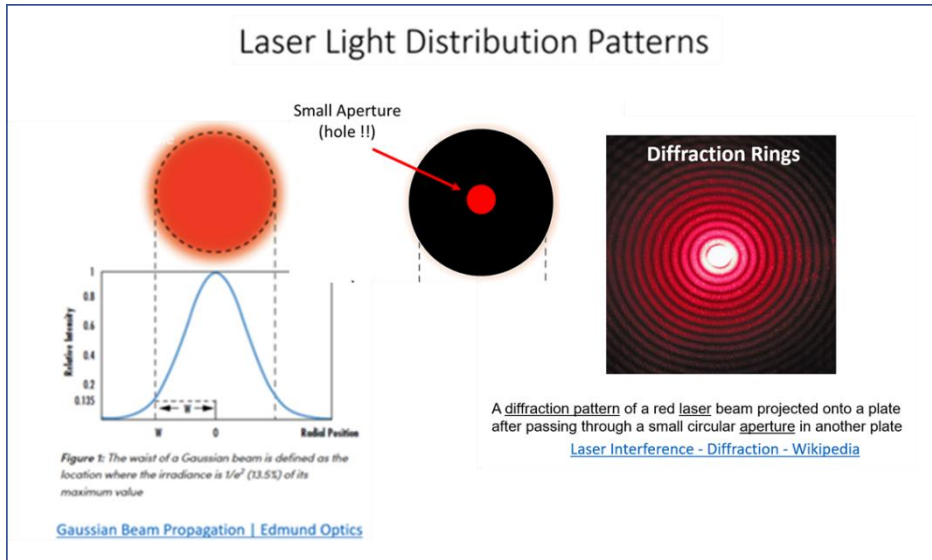 Laser Light Distribution Patterns
Small Aperture
(hole !!)
Diffraction Rings
1
0.8
0.6
0.4
0.2
0.135
Relative Intensity
W
W
0
Radial Position
Figure 1: The waist of a Gaussian beam is defined as the
location where the irradiance is 1/e² (13.5%) of its
maximum value
Gaussian Beam Propagation | Edmund Optics
A diffraction pattern of a red laser beam projected onto a plate
after passing through a small circular aperture in another plate
Laser Interference - Diffraction - Wikipedia